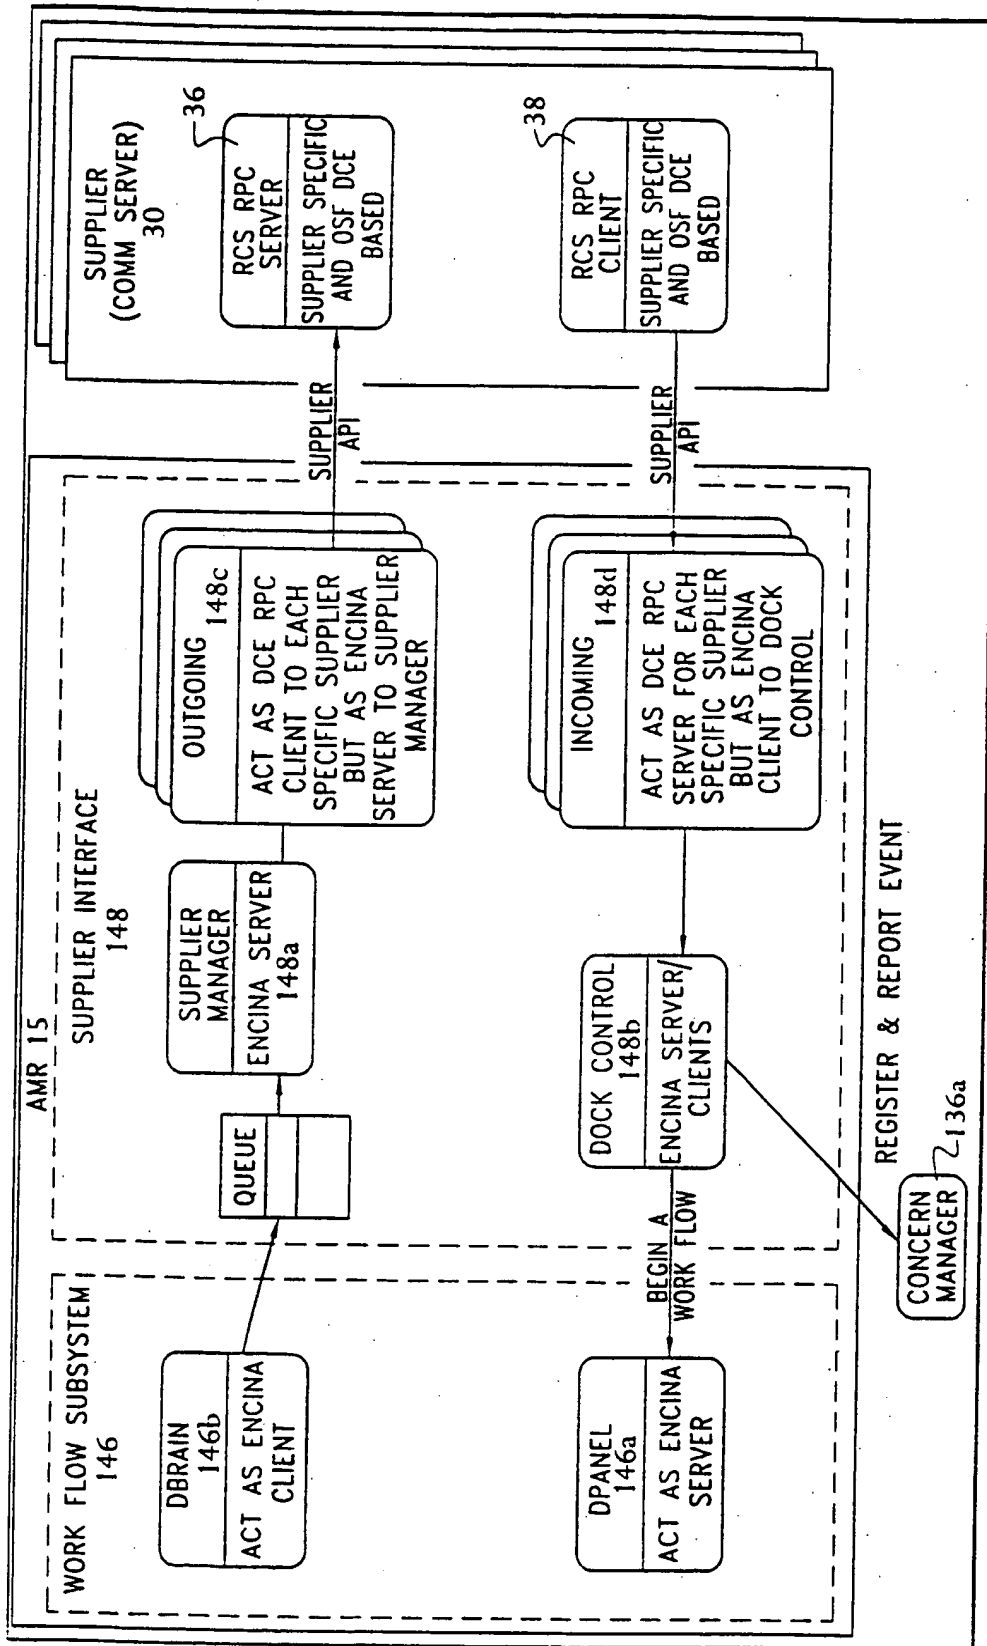 AMR 15
WORK FLOW SUBSYSTEM
146
DBRAIN
146b
ACT AS ENCINA
CLIENT
DPANEL
146a
ACT AS ENCINA
SERVER
SUPPLIER INTERFACE
148
QUEUE
SUPPLIER
MANAGER
ENCINA SERVER
148a
OUTGOING
148c
ACT AS DCE RPC
CLIENT TO EACH
SPECIFIC SUPPLIER
BUT AS ENCINA
SERVER TO SUPPLIER
MANAGER
BEGIN A
WORK FLOW
DOCK CONTROL
148b
ENCINA SERVER/
CLIENTS
INCOMING
148d
ACT AS DCE RPC
SERVER FOR EACH
SPECIFIC SUPPLIER
BUT AS ENCINA
CLIENT TO DOCK
CONTROL
SUPPLIER
API
SUPPLIER
API
SUPPLIER
(COMM SERVER)
30
36
RCS RPC
SERVER
SUPPLIER SPECIFIC
AND OSF DCE
BASED
38
RCS RPC
CLIENT
SUPPLIER SPECIFIC
AND OSF DCE
BASED
REGISTER & REPORT EVENT
CONCERN
MANAGER
136a